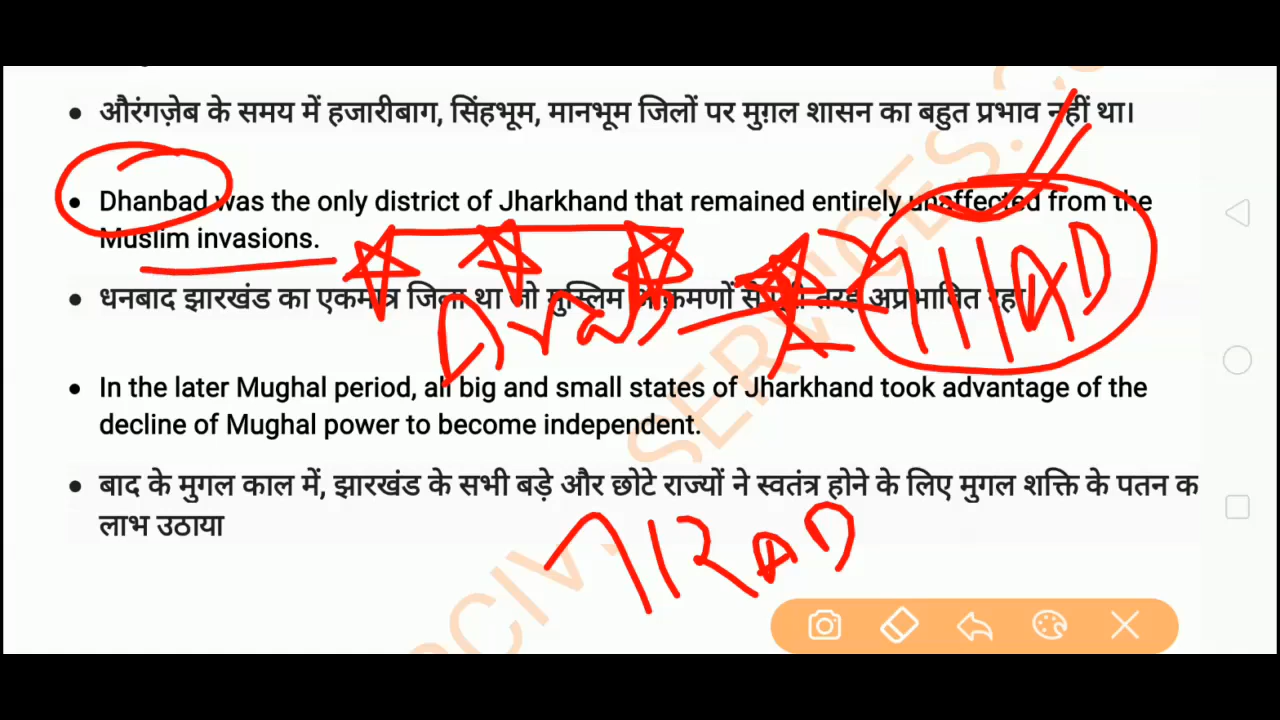 औरंगज़ेब के समय में हजारीबाग, सिंहभूम, मानभूम जिलों पर मुग़ल शासन का बहुत प्रभाव नहीं था।
Dhanbad was the only district of Jharkhand that remained entirely unaffected from the
Muslim invasions.
धनबाद झारखंड का एकमात्र जिला था जो मुस्लिम आक्रमणों से पूरी तरह अप्रभावित रहा
In the later Mughal period, all big and small states of Jharkhand took advantage of the
decline of Mughal power to become independent.
बाद के मुगल काल में, झारखंड के सभी बड़े और छोटे राज्यों ने स्वतंत्र होने के लिए मुगल शक्ति के पतन क
लाभ उठाया